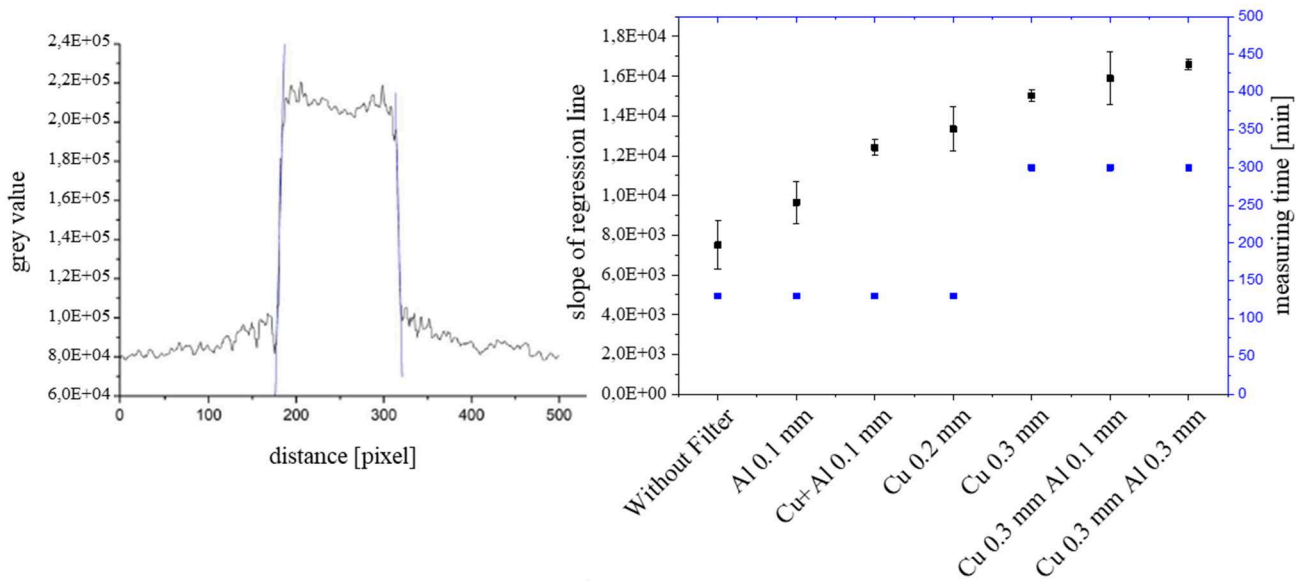 grey value
2,4E+05
2,2E+05
2,0E+05
1,8E+05
1,6E+05
1,4E+05
1,2E+05
1,0E+05
8,0E+04
6,0E+04
0
100
200
300
400
500
distance [pixel]
slope of regression line
1,8E+04
1,6E+04
1,4E+04
1,2E+04
1,0E+04
8,0E+03
6,0E+03
4,0E+03
2,0E+03
0,0E+00
500
450
400
350
300
250
200
150
100
50
0
measuring time [min]
Without Filter
Al 0.1 mm
Cu+Al 0.1 mm
Cu 0.2 mm
Cu 0.3 mm
Cu 0.3 mm Al 0.1 mm
Cu 0.3 mm Al 0.3 mm